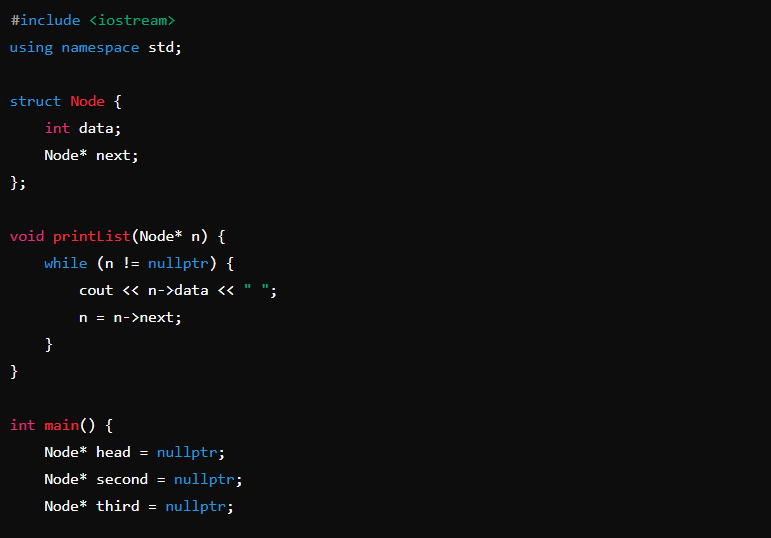 #include <iostream>
using namespace std;
struct Node {
    int data;
    Node* next;
};
void printList(Node* n) {
    while (n != nullptr) {
        cout << n->data << " ";
        n = n->next;
    }
}
int main() {
    Node* head = nullptr;
    Node* second = nullptr;
    Node* third = nullptr;